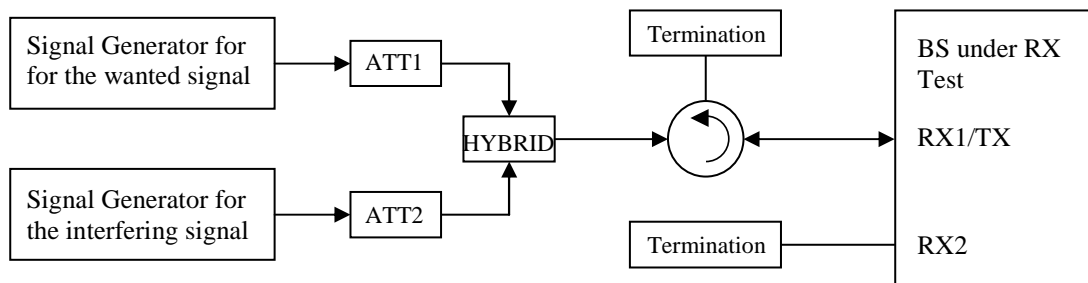 Signal Generator for
for the wanted signal
ATT1
Termination
BS under RX
Test
HYBRID
RX1/TX
Signal Generator for
the interfering signal
ATT2
Termination
RX2